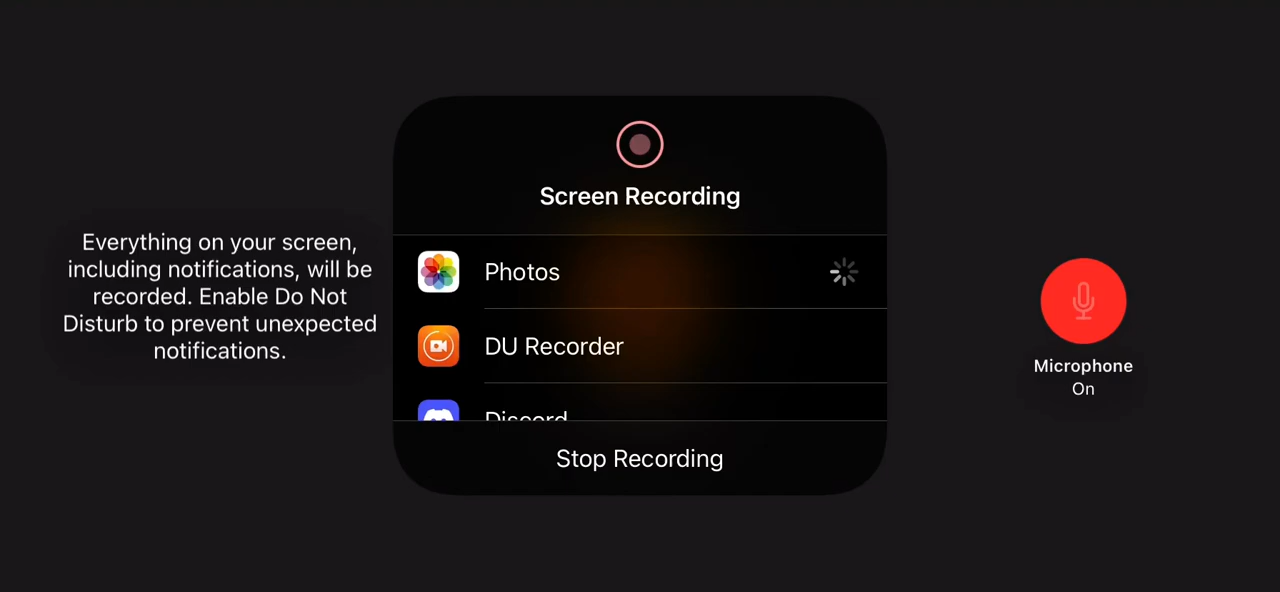 Everything on your screen,
including notifications, will be
recorded. Enable Do Not
Disturb to prevent unexpected
notifications.
Screen Recording
Photos
DU Recorder
Discord
Stop Recording
Microphone
On